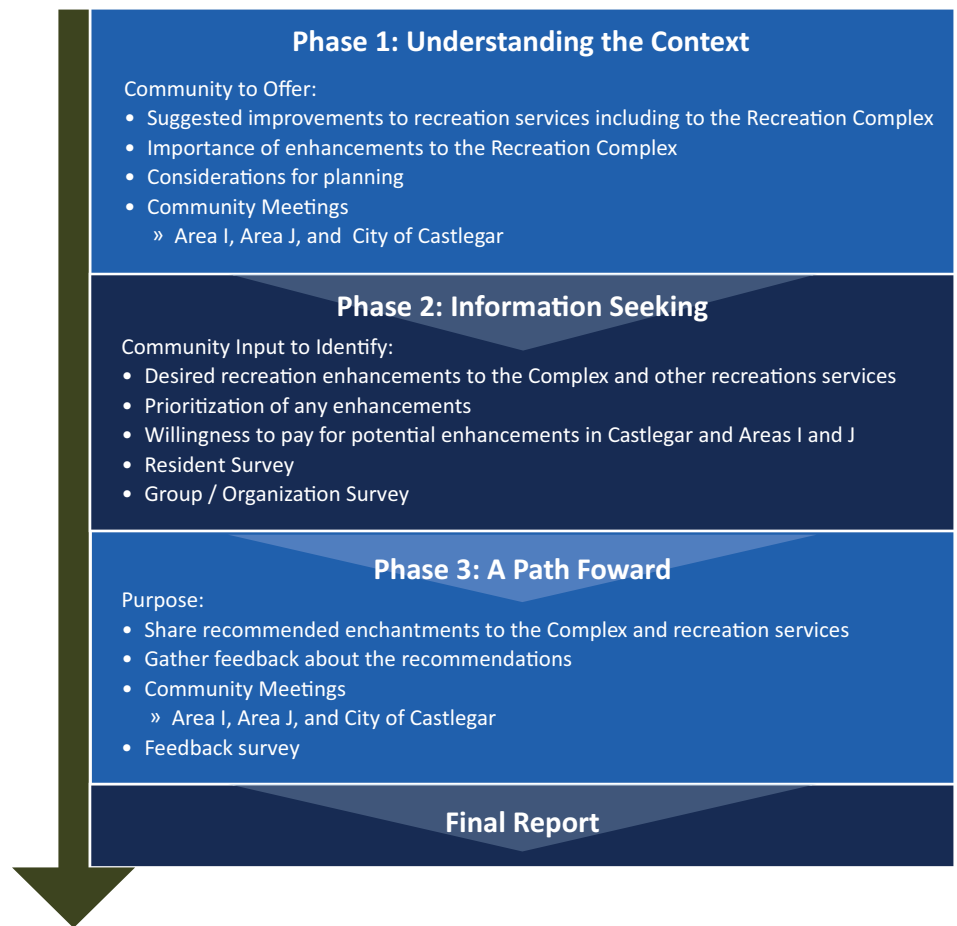 Phase 1: Understanding the Context
Community to Offer:
• Suggested improvements to recreation services including to the Recreation Complex
• Importance of enhancements to the Recreation Complex
• Considerations for planning
• Community Meetings
» Area I, Area J, and City of Castlegar
Phase 2: Information Seeking
Community Input to Identify:
• Desired recreation enhancements to the Complex and other recreations services
• Prioritization of any enhancements
• Willingness to pay for potential enhancements in Castlegar and Areas I and J
• Resident Survey
• Group / Organization Survey
Phase 3: A Path Foward
Purpose:
• Share recommended enchantments to the Complex and recreation services
• Gather feedback about the recommendations
• Community Meetings
» Area I, Area J, and City of Castlegar
• Feedback survey
Final Report